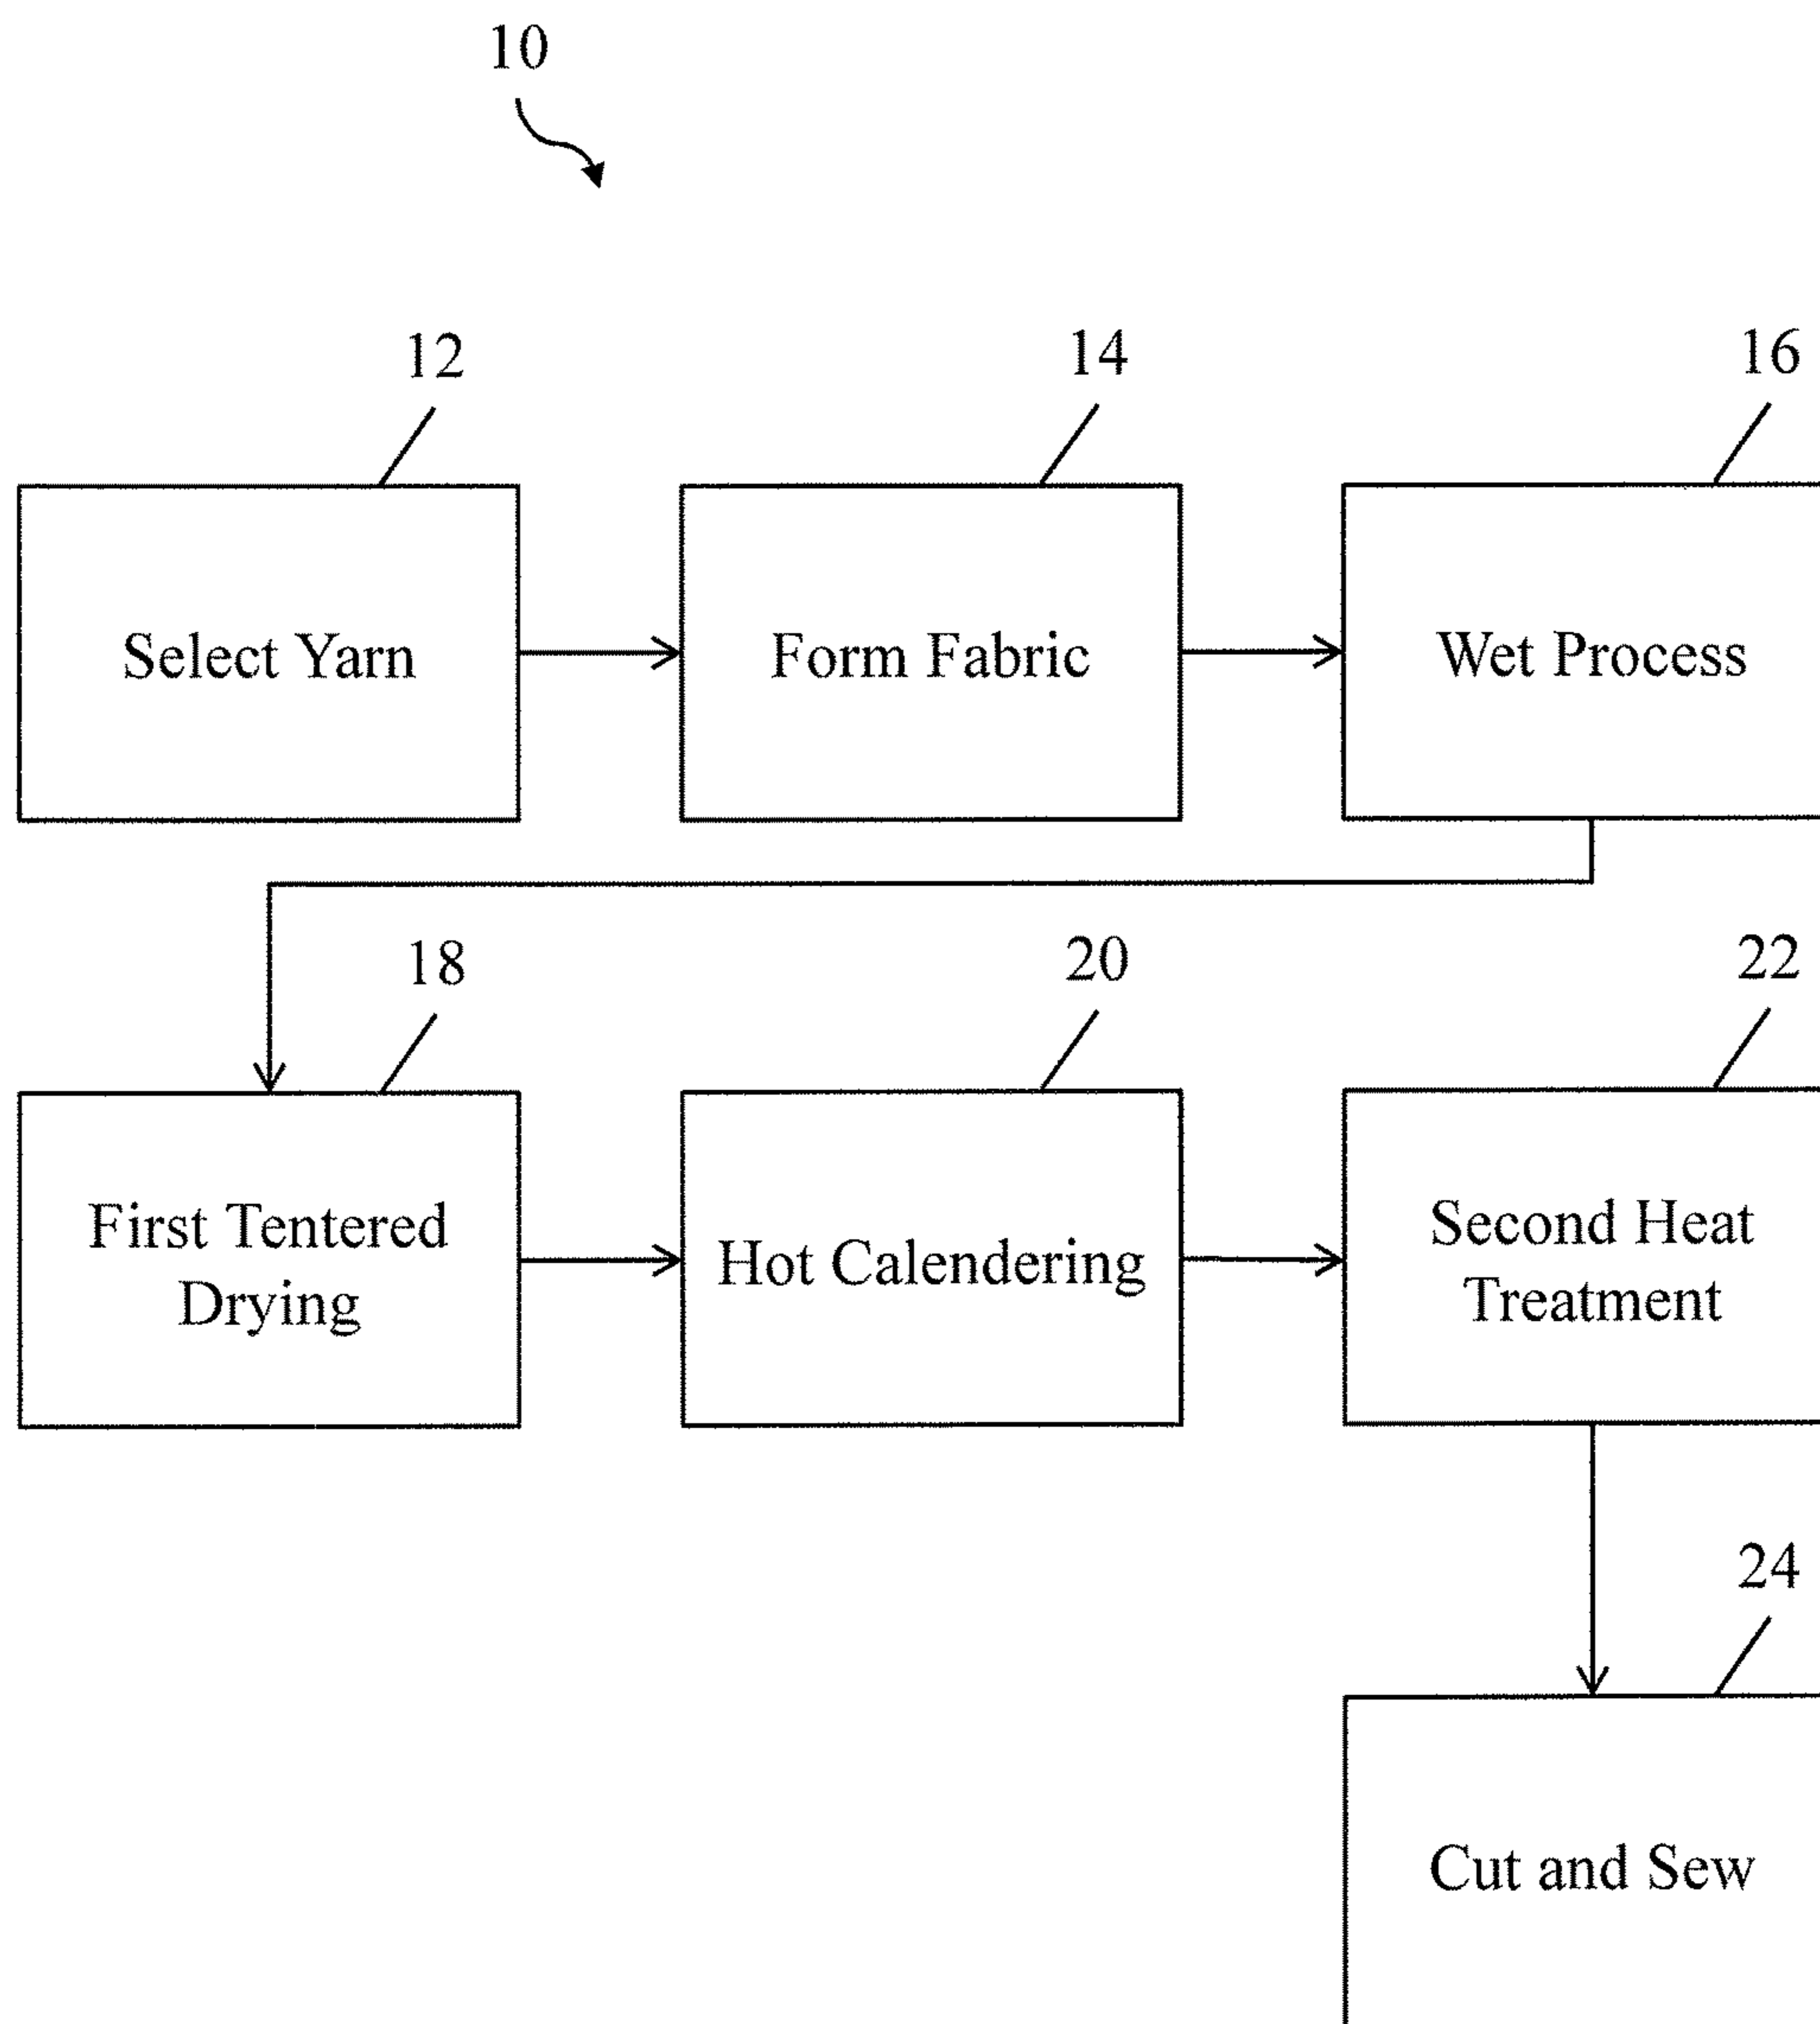 10
12
14
16
Select Yarn
Form Fabric
Wet Process
18
20
22
First Tentered
Drying
Hot Calendering
Second Heat
Treatment
24
Cut and Sew